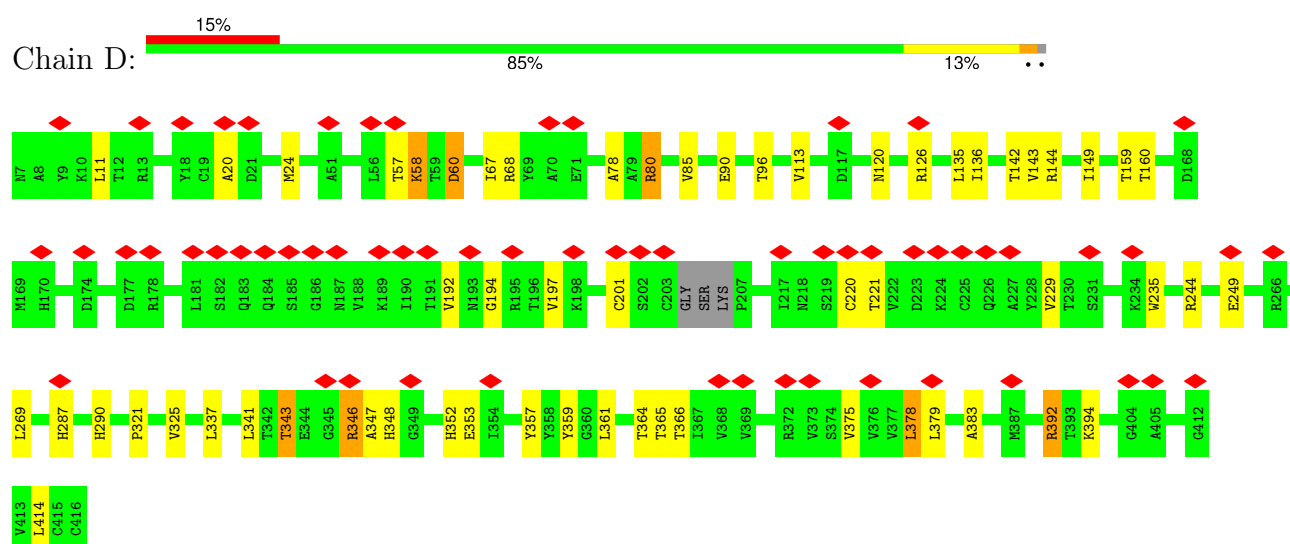 15%
Chain D:
85% 13% • •
N7 A8 Y9 K10 L11 T12 R13 Y18 C19 A20 D21 M24 A51 L56 T57 K58 T59 D60 I67 R68 Y69 A70 E71 A78 A79 R80 V85 E90 T96 V113 D117 N120 R126 L135 I136 T142 V143 R144 I149 T159 T160 D168
M169 H170 D174 D177 R178 L181 S182 Q183 Q184 S185 G186 N187 V188 K189 I190 T191 V192 N193 G194 R195 T196 V197 K198 C201 S202 C203 GLY SER LYS P207 I217 N218 S219 C220 T221 V222 D223 K224 C225 Q226 A227 Y228 V229 T230 S231 K234 W235 R244 E249 R266
L269 H287 H290 P321 V325 L337 L341 T342 T343 E344 G345 R346 A347 H348 G349 H352 E353 I354 Y357 Y358 Y359 G360 L361 T364 T365 T366 I367 V368 V369 R372 V373 S374 V375 V376 V377 L378 L379 A383 M387 R392 T393 K394 G404 A405 G412
V413 L414 C415 C416